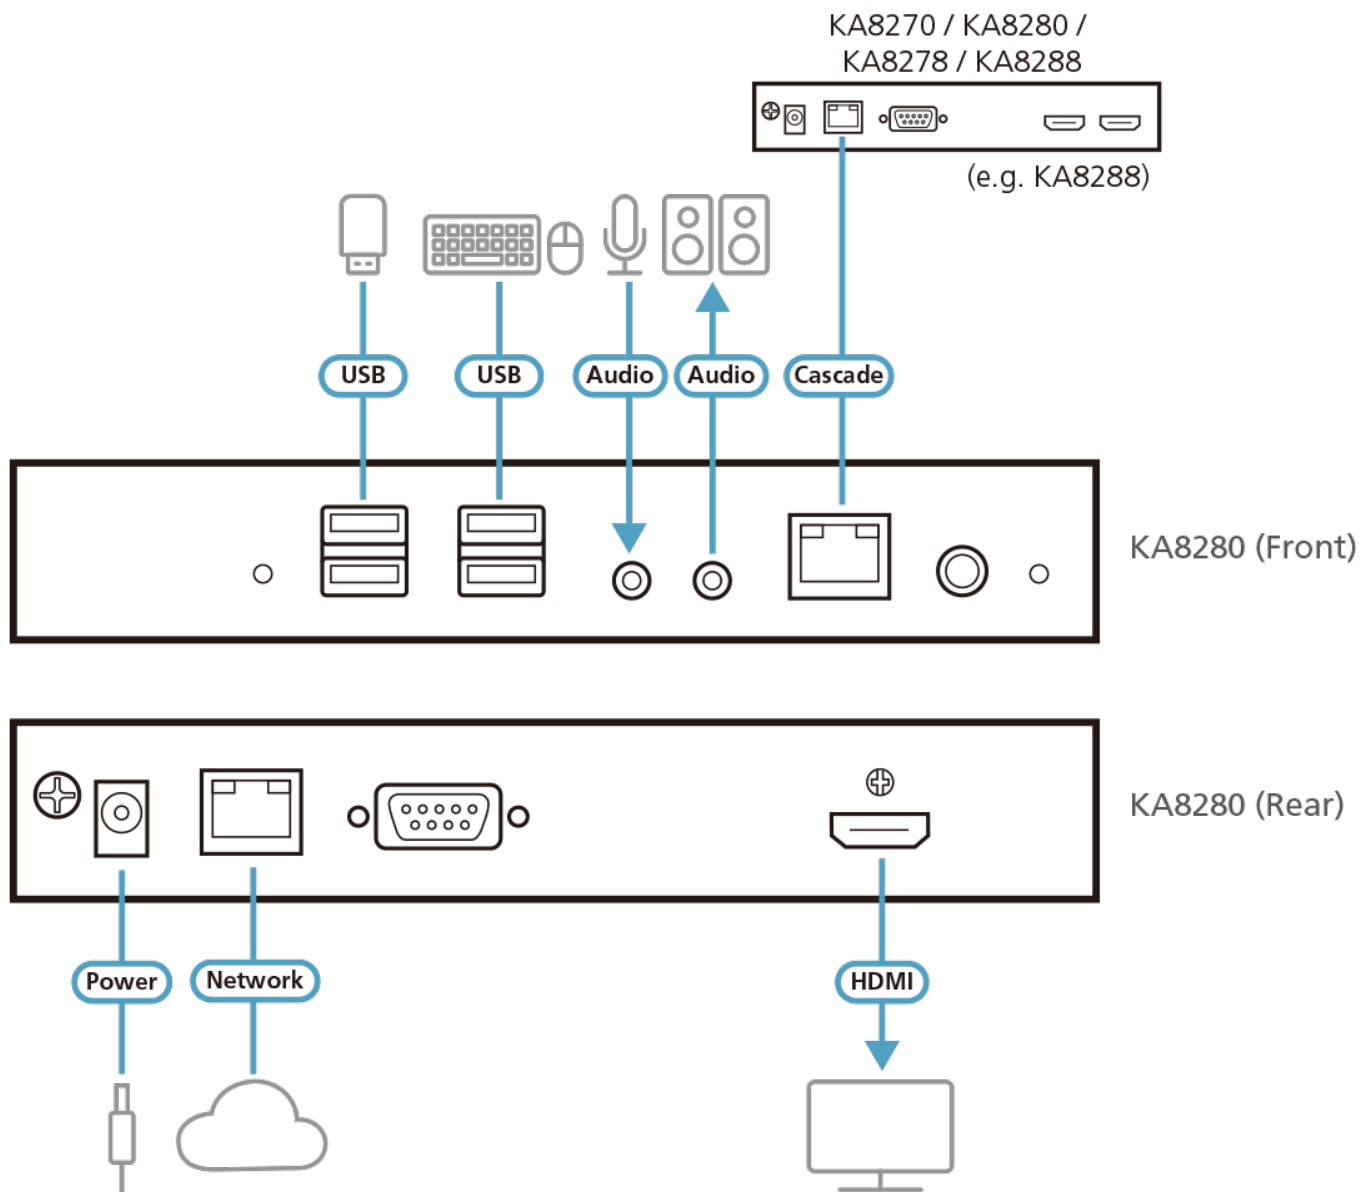 KA8270 / KA8280 /
KA8278 / KA8288
(e.g. KA8288)
USB
USB
Audio
Audio
Cascade
KA8280 (Front)
KA8280 (Rear)
Power
Network
HDMI